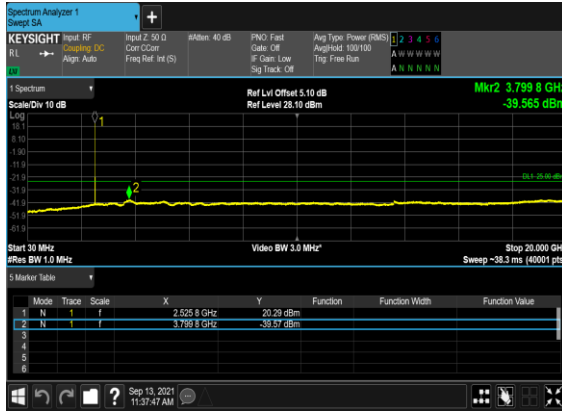 Spectrum Analyzer 1
Swept SA
+
KEYSIGHT
RL
LU
Input: RF
Coupling: DC
Align: Auto
Input Z: 50 Ω
Corr CCorr
Freq Ref: Int (S)
#Atten: 40 dB
PNO: Fast
Gate: Off
IF Gain: Low
Sig Track: Off
Avg Type: Power (RMS)
Avg|Hold: 100/100
Trig: Free Run
1 2 3 4 5 6
A W W W W W
A N N N N N
1 Spectrum
Scale/Div 10 dB
Log
Ref Lvl Offset 5.10 dB
Ref Level 28.10 dBm
Mkr2 3.799 8 GHz
-39.565 dBm
18.1
8.10
-1.90
-11.9
-21.9
-31.9
-41.9
-51.9
-61.9
1
2
DL1 -25.00 dBm
Start 30 MHz
#Res BW 1.0 MHz
Video BW 3.0 MHz*
Stop 20.000 GHz
Sweep ~38.3 ms (40001 pts)
5 Marker Table
Mode Trace Scale X Y Function Function Width Function Value
1 N 1 f 2.525 8 GHz 20.29 dBm
2 N 1 f 3.799 8 GHz -39.57 dBm
3
4
5
6
?
Sep 13, 2021
11:37:47 AM